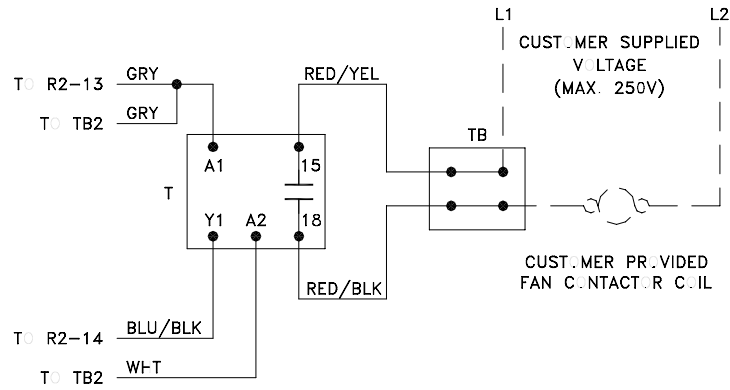 L1
L2
CUSTOMER SUPPLIED
VOLTAGE
(MAX. 250V)
GRY
RED/YEL
TO R2-13
GRY
TO TB2
TB
A1
15
T
Y1
A2
18
CUSTOMER PROVIDED
FAN CONTACTOR COIL
RED/BLK
BLU/BLK
TO R2-14
WHT
TO TB2